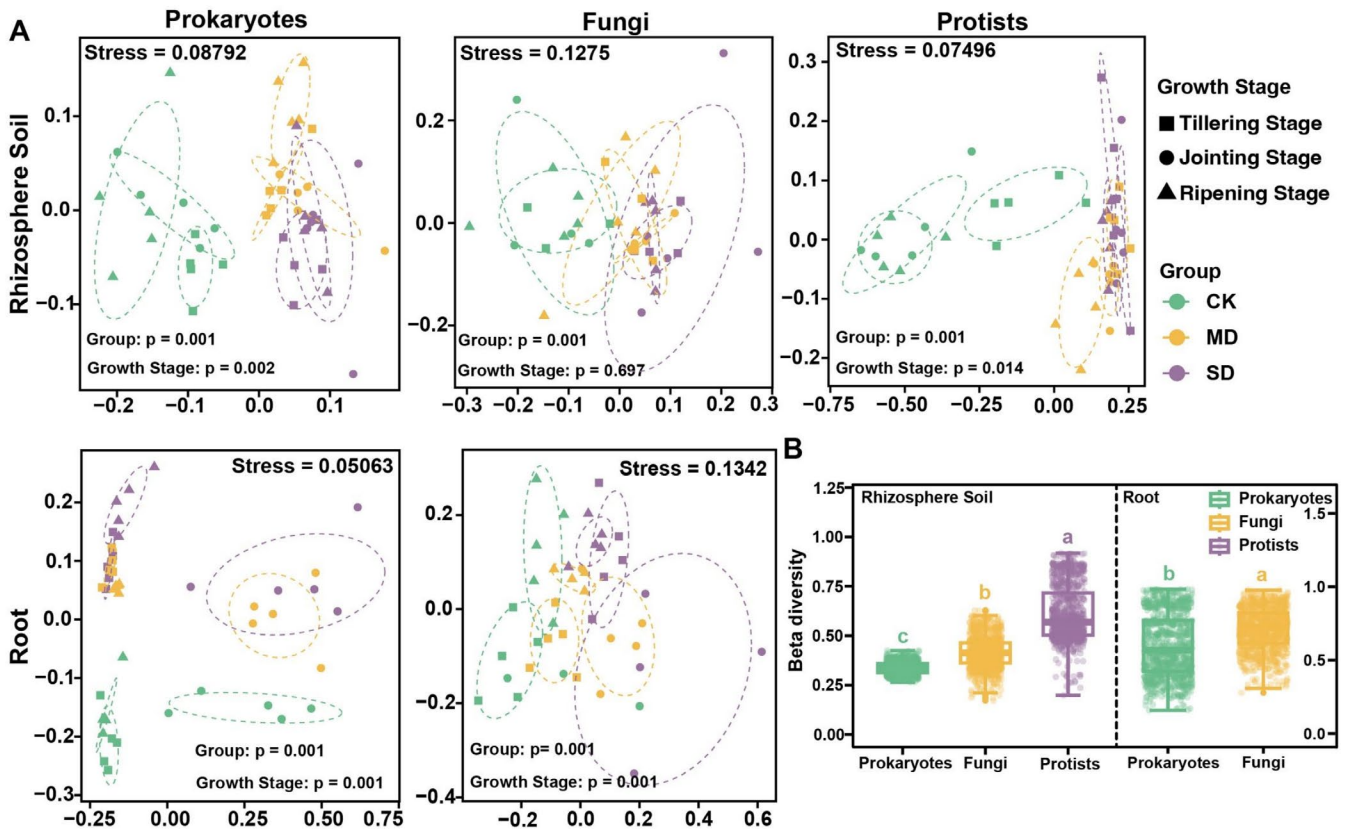 A
Prokaryotes
Fungi
Protists
Rhizosphere Soil
Stress = 0.08792
0.1
0.0
−0.1
Group: p = 0.001
Growth Stage: p = 0.002
−0.2 −0.1 0.0 0.1
Stress = 0.1275
0.2
0.0
−0.2
Group: p = 0.001
Growth Stage: p = 0.697
−0.3 −0.2 −0.1 0.0 0.1 0.2 0.3
Stress = 0.07496
0.3
0.2
0.1
0.0
−0.1
−0.2
Group: p = 0.001
Growth Stage: p = 0.014
−0.75 −0.50 −0.25 0.00 0.25
Growth Stage
Tillering Stage
Jointing Stage
Ripening Stage
Group
CK
MD
SD
Root
Stress = 0.05063
0.2
0.1
0.0
−0.1
−0.2
−0.3
Group: p = 0.001
Growth Stage: p = 0.001
−0.25 0.00 0.25 0.50 0.75
Stress = 0.1342
0.2
0.0
−0.2
−0.4
Group: p= 0.001
Growth Stage: p = 0.001
−0.2 0.0 0.2 0.4 0.6
B
Beta diversity
1.25
1.00
0.75
0.50
0.25
0.00
Rhizosphere Soil
Root
Prokaryotes
Fungi
Protists
c
b
a
b
a
1.5
1.0
0.5
0.0
Prokaryotes Fungi Protists Prokaryotes Fungi